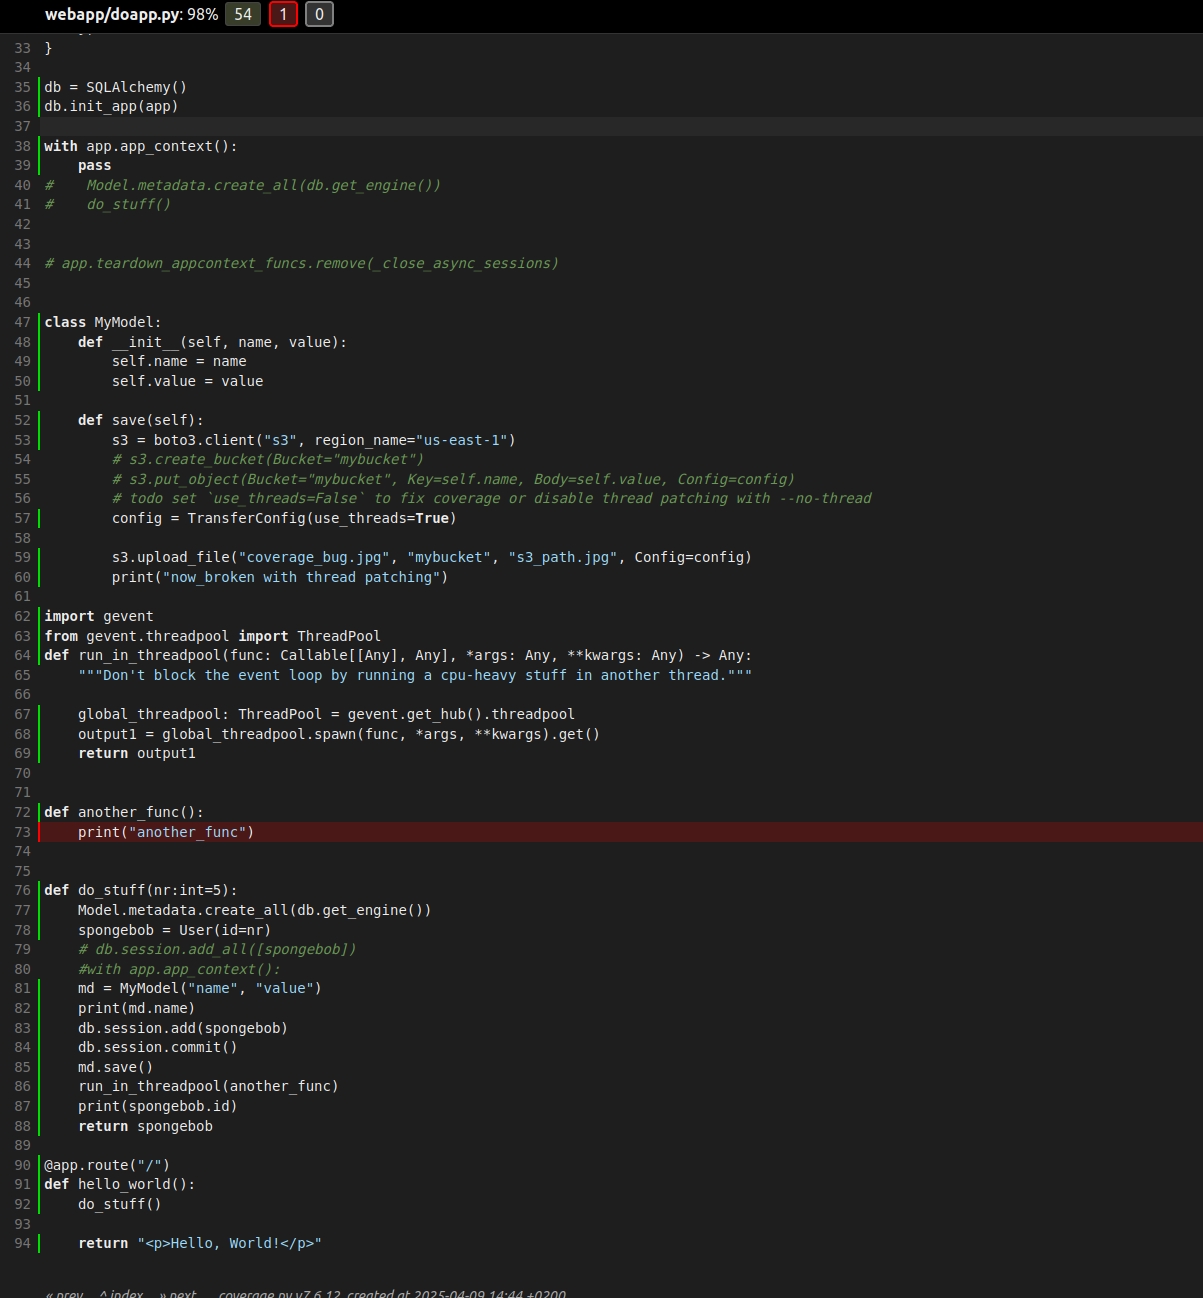 webapp/doapp.py: 98% 54 1 0
33 }
34
35 db = SQLAlchemy()
36 db.init_app(app)
37
38 with app.app_context():
39     pass
40 #    Model.metadata.create_all(db.get_engine())
41 #    do_stuff()
42
43
44 # app.teardown_appcontext_funcs.remove(_close_async_sessions)
45
46
47 class MyModel:
48     def __init__(self, name, value):
49         self.name = name
50         self.value = value
51
52     def save(self):
53         s3 = boto3.client("s3", region_name="us-east-1")
54         # s3.create_bucket(Bucket="mybucket")
55         # s3.put_object(Bucket="mybucket", Key=self.name, Body=self.value, Config=config)
56         # todo set `use_threads=False` to fix coverage or disable thread patching with --no-thread
57         config = TransferConfig(use_threads=True)
58
59         s3.upload_file("coverage_bug.jpg", "mybucket", "s3_path.jpg", Config=config)
60         print("now_broken with thread patching")
61
62 import gevent
63 from gevent.threadpool import ThreadPool
64 def run_in_threadpool(func: Callable[[Any], Any], *args: Any, **kwargs: Any) -> Any:
65     """Don't block the event loop by running a cpu-heavy stuff in another thread."""
66
67     global_threadpool: ThreadPool = gevent.get_hub().threadpool
68     output1 = global_threadpool.spawn(func, *args, **kwargs).get()
69     return output1
70
71
72 def another_func():
73     print("another_func")
74
75
76 def do_stuff(nr:int=5):
77     Model.metadata.create_all(db.get_engine())
78     spongebob = User(id=nr)
79     # db.session.add_all([spongebob])
80     #with app.app_context():
81     md = MyModel("name", "value")
82     print(md.name)
83     db.session.add(spongebob)
84     db.session.commit()
85     md.save()
86     run_in_threadpool(another_func)
87     print(spongebob.id)
88     return spongebob
89
90 @app.route("/")
91 def hello_world():
92     do_stuff()
93
94     return "<p>Hello, World!</p>"
« prev ^ index » next coverage.py v7.6.12, created at 2025-04-09 14:44 +0200